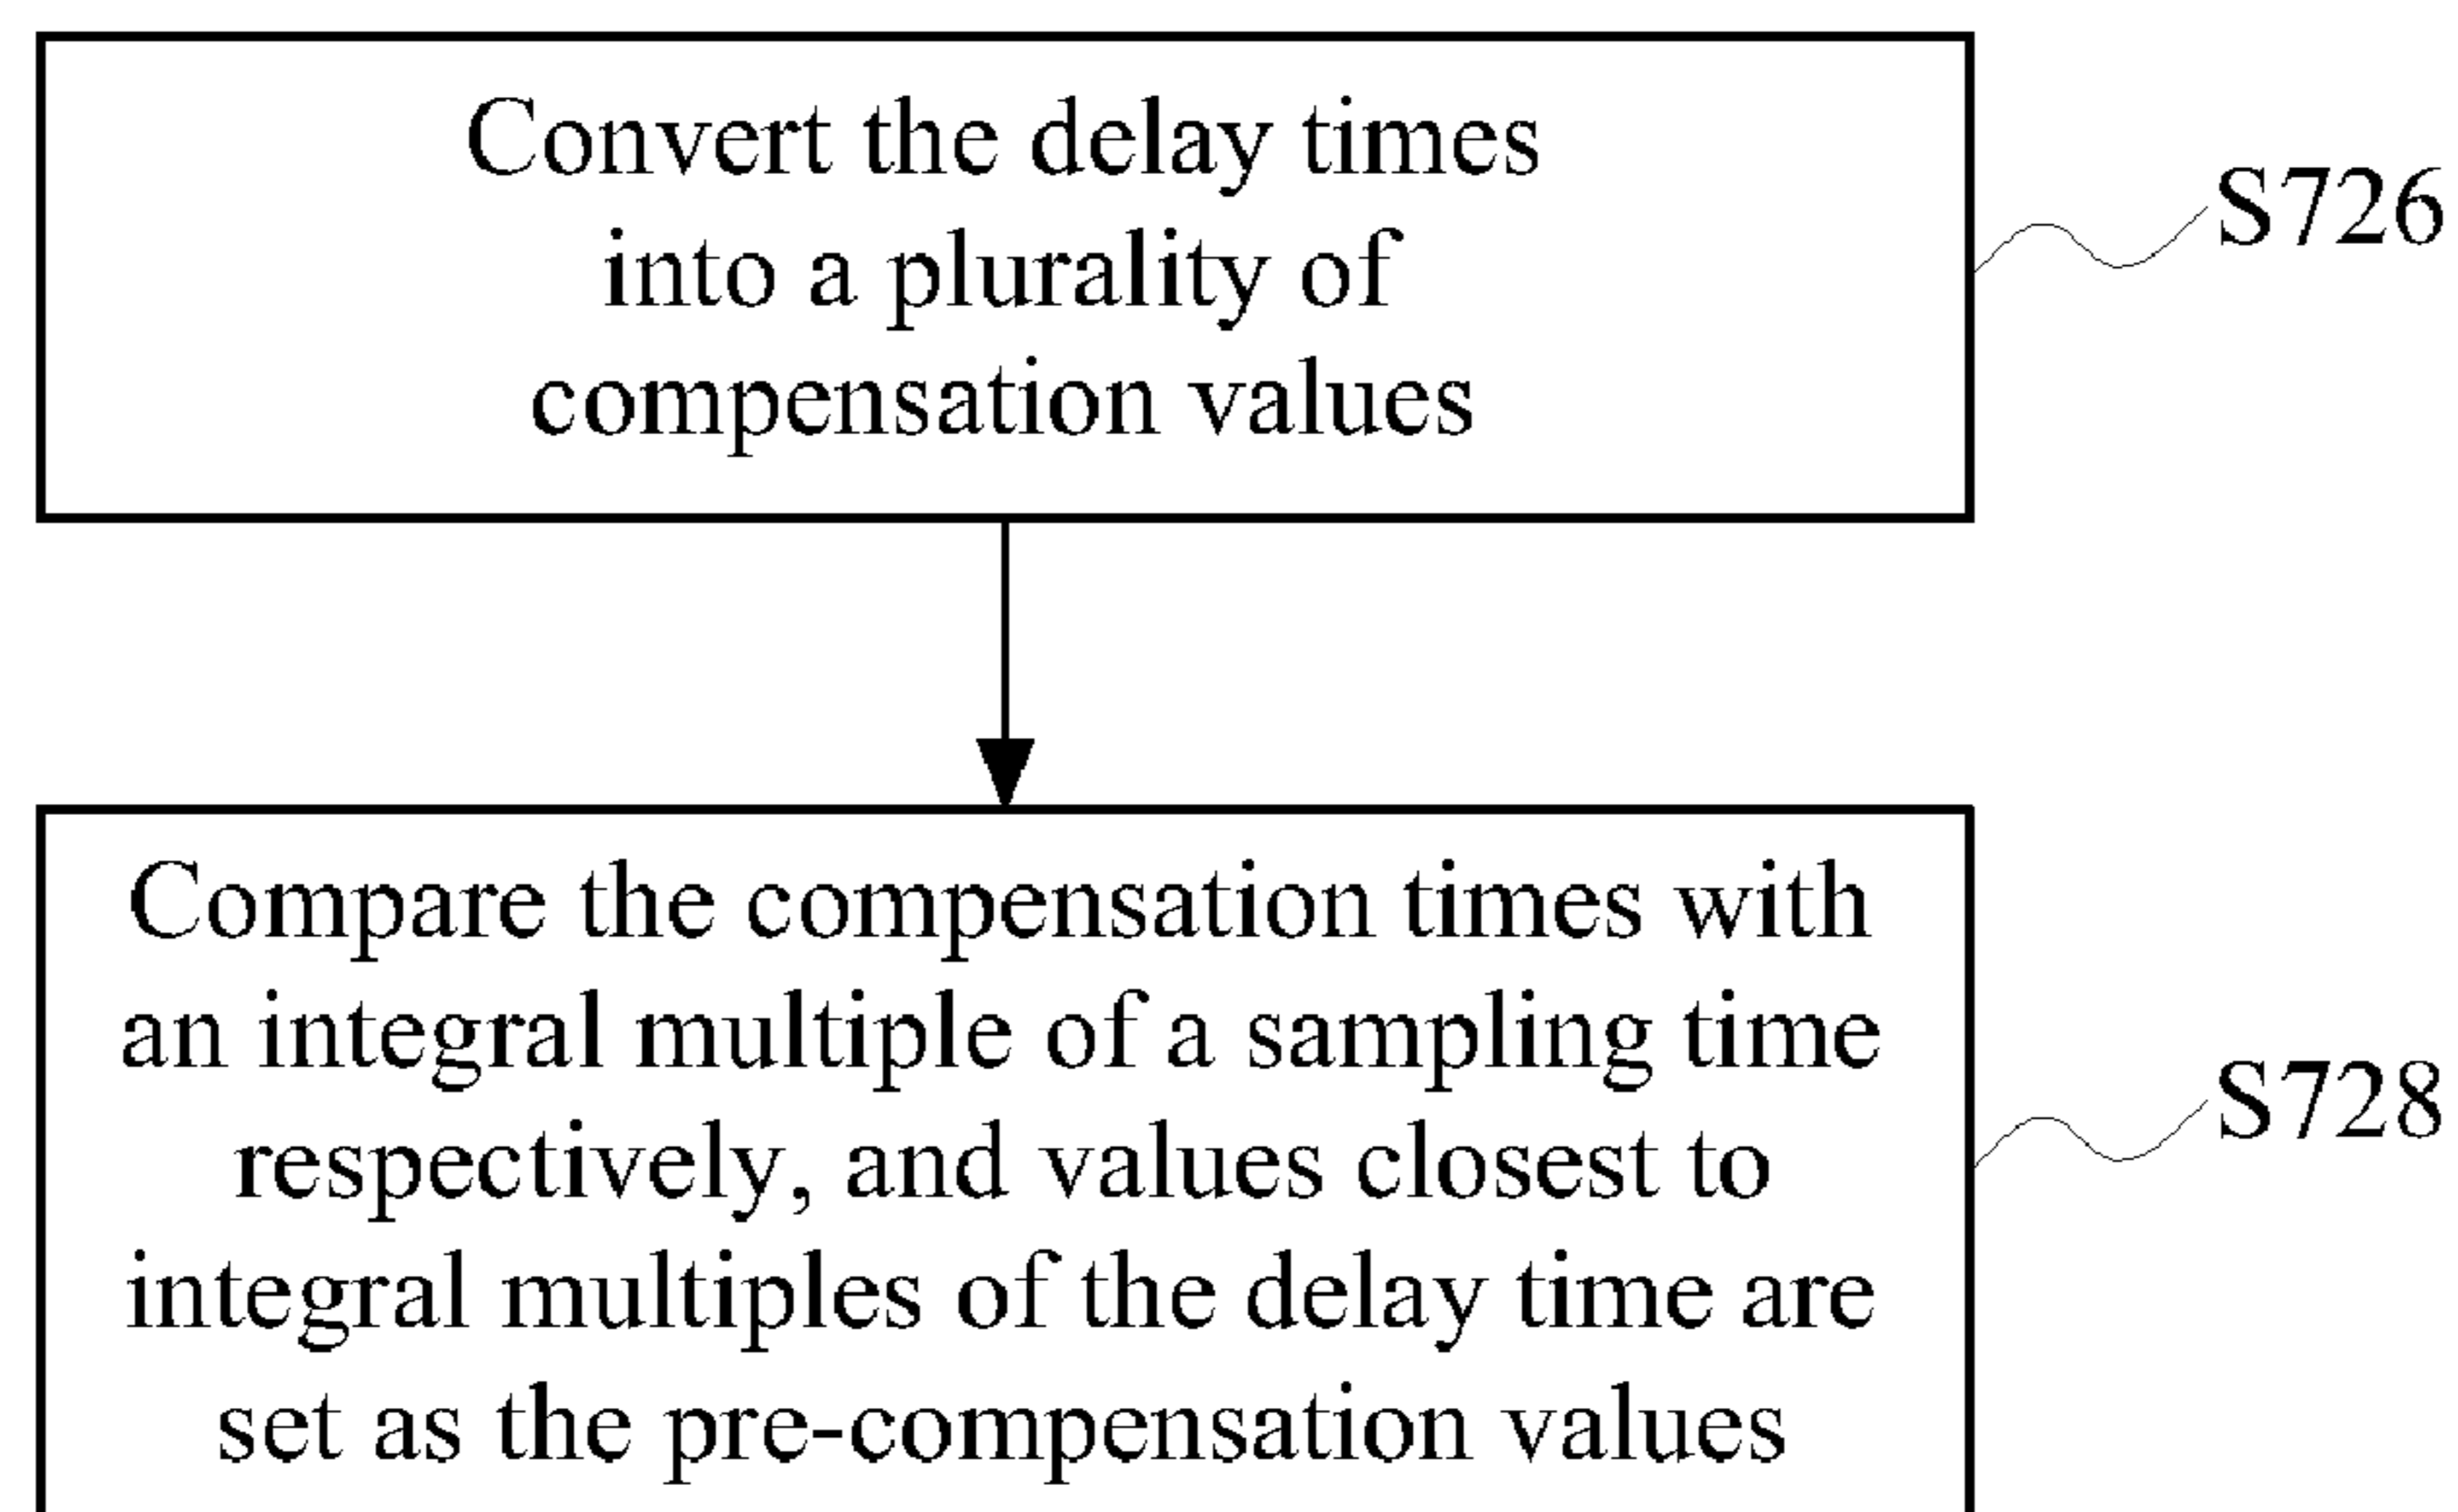 Convert the delay times
into a plurality of
compensation values
S726
Compare the compensation times with
an integral multiple of a sampling time
respectively, and values closest to
integral multiples of the delay time are
set as the pre-compensation values
S728